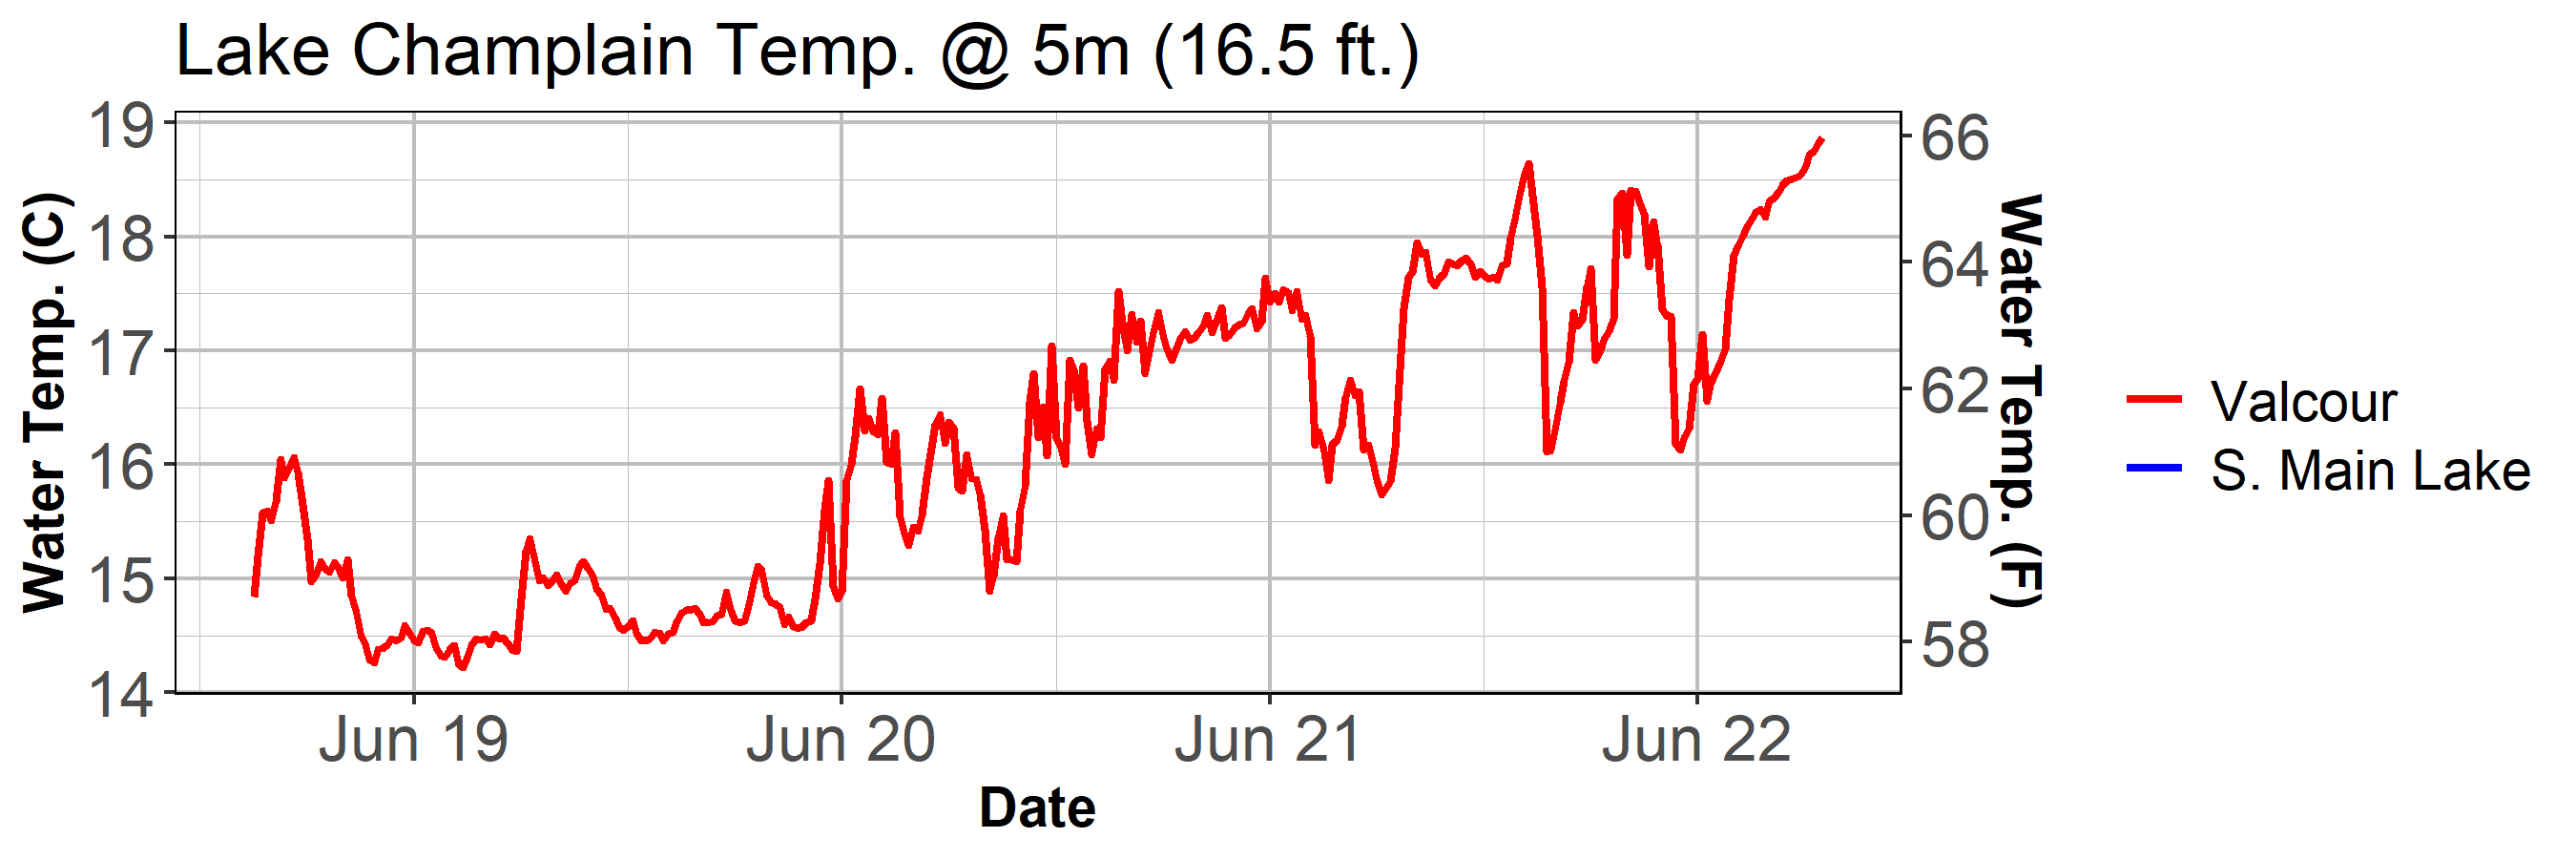 Lake Champlain Temp. @ 5m (16.5 ft.)
Water Temp. (C)
19
18
17
16
15
14
66
64
62
60
58
Water Temp. (F)
Jun 19
Jun 20
Jun 21
Jun 22
Date
Valcour
S. Main Lake